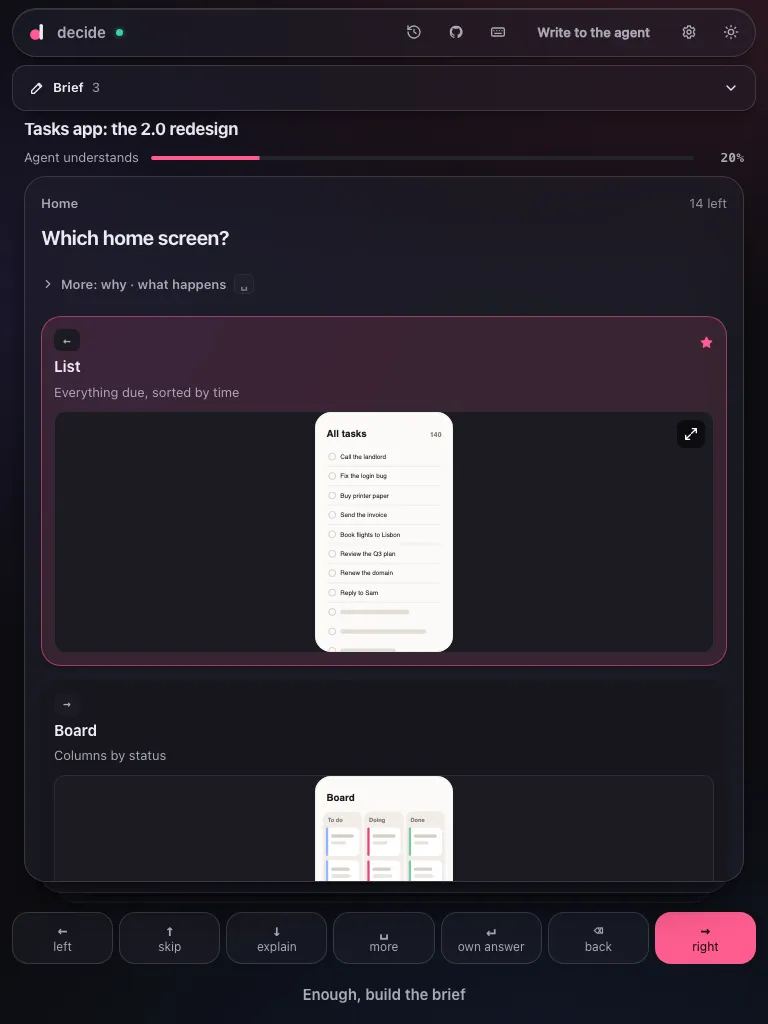 decide
Write to the agent
Brief 3
Tasks app: the 2.0 redesign
Agent understands
20%
Home
14 left
Which home screen?
More: why · what happens ␣
←
List
Everything due, sorted by time
All tasks
140
Call the landlord
Fix the login bug
Buy printer paper
Send the invoice
Book flights to Lisbon
Review the Q3 plan
Renew the domain
Reply to Sam
→
Board
Columns by status
Board
To do
Doing
Done
← left
↑ skip
↓ explain
␣ more
↵ own answer
⌫ back
→ right
Enough, build the brief